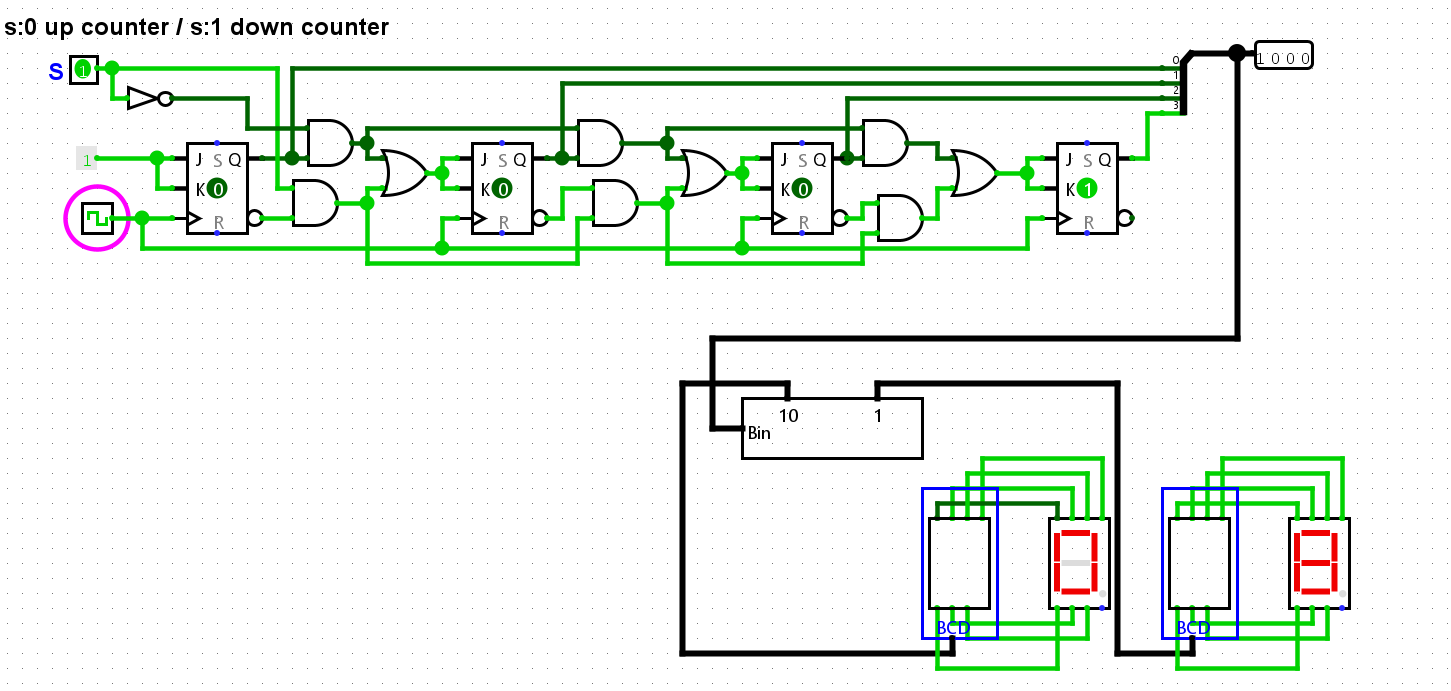 s:0 up counter / s:1 down counter
S 1
1
J S Q
K 0
R
J S Q
K 0
R
J S Q
K 0
R
J S Q
K 1
R
0
1
2
3
1 0 0 0
10 1
Bin
BCD
BCD